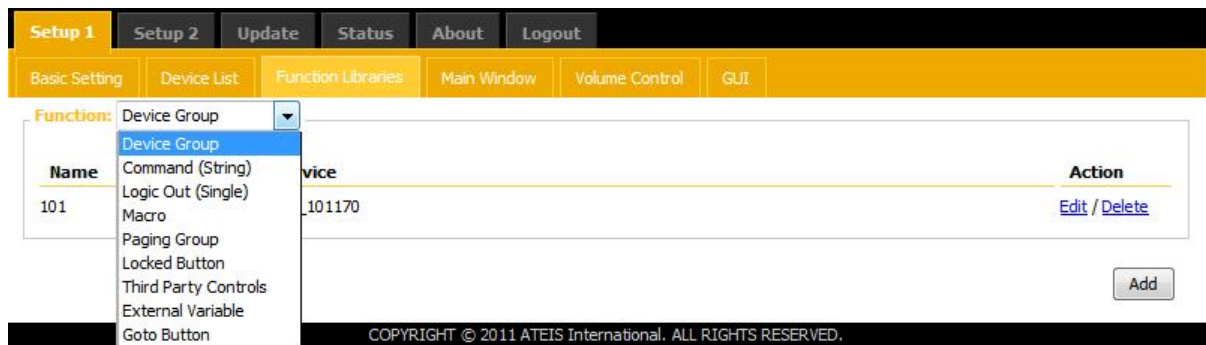 Setup 1 Setup 2 Update Status About Logout
Basic Setting Device List Function Libraries Main Window Volume Control GUI
Function: Device Group
Device Group
Name Command (String) vice Action
Logic Out (Single)
101 Macro _101170 Edit / Delete
Paging Group
Locked Button
Third Party Controls Add
External Variable
Goto Button COPYRIGHT © 2011 ATEIS International. ALL RIGHTS RESERVED.